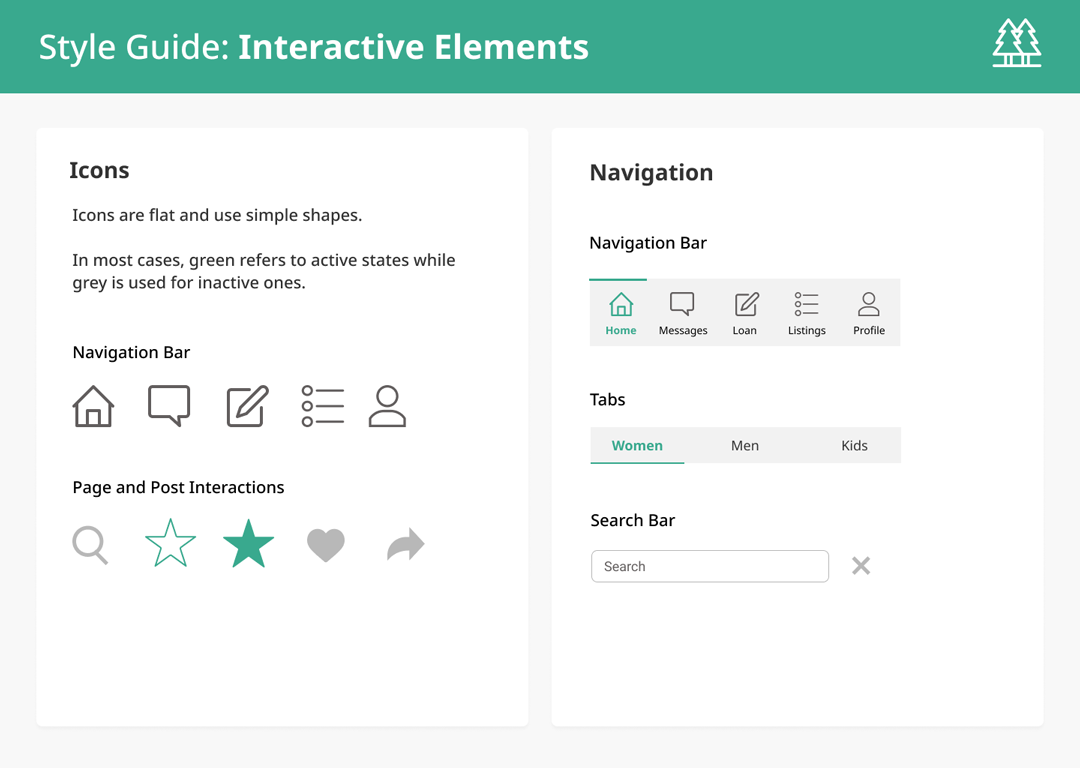 Style Guide: Interactive Elements
Icons
Icons are flat and use simple shapes.
In most cases, green refers to active states while
grey is used for inactive ones.
Navigation Bar
Page and Post Interactions
Navigation
Navigation Bar
Home Messages Loan Listings Profile
Tabs
Women Men Kids
Search Bar
Search